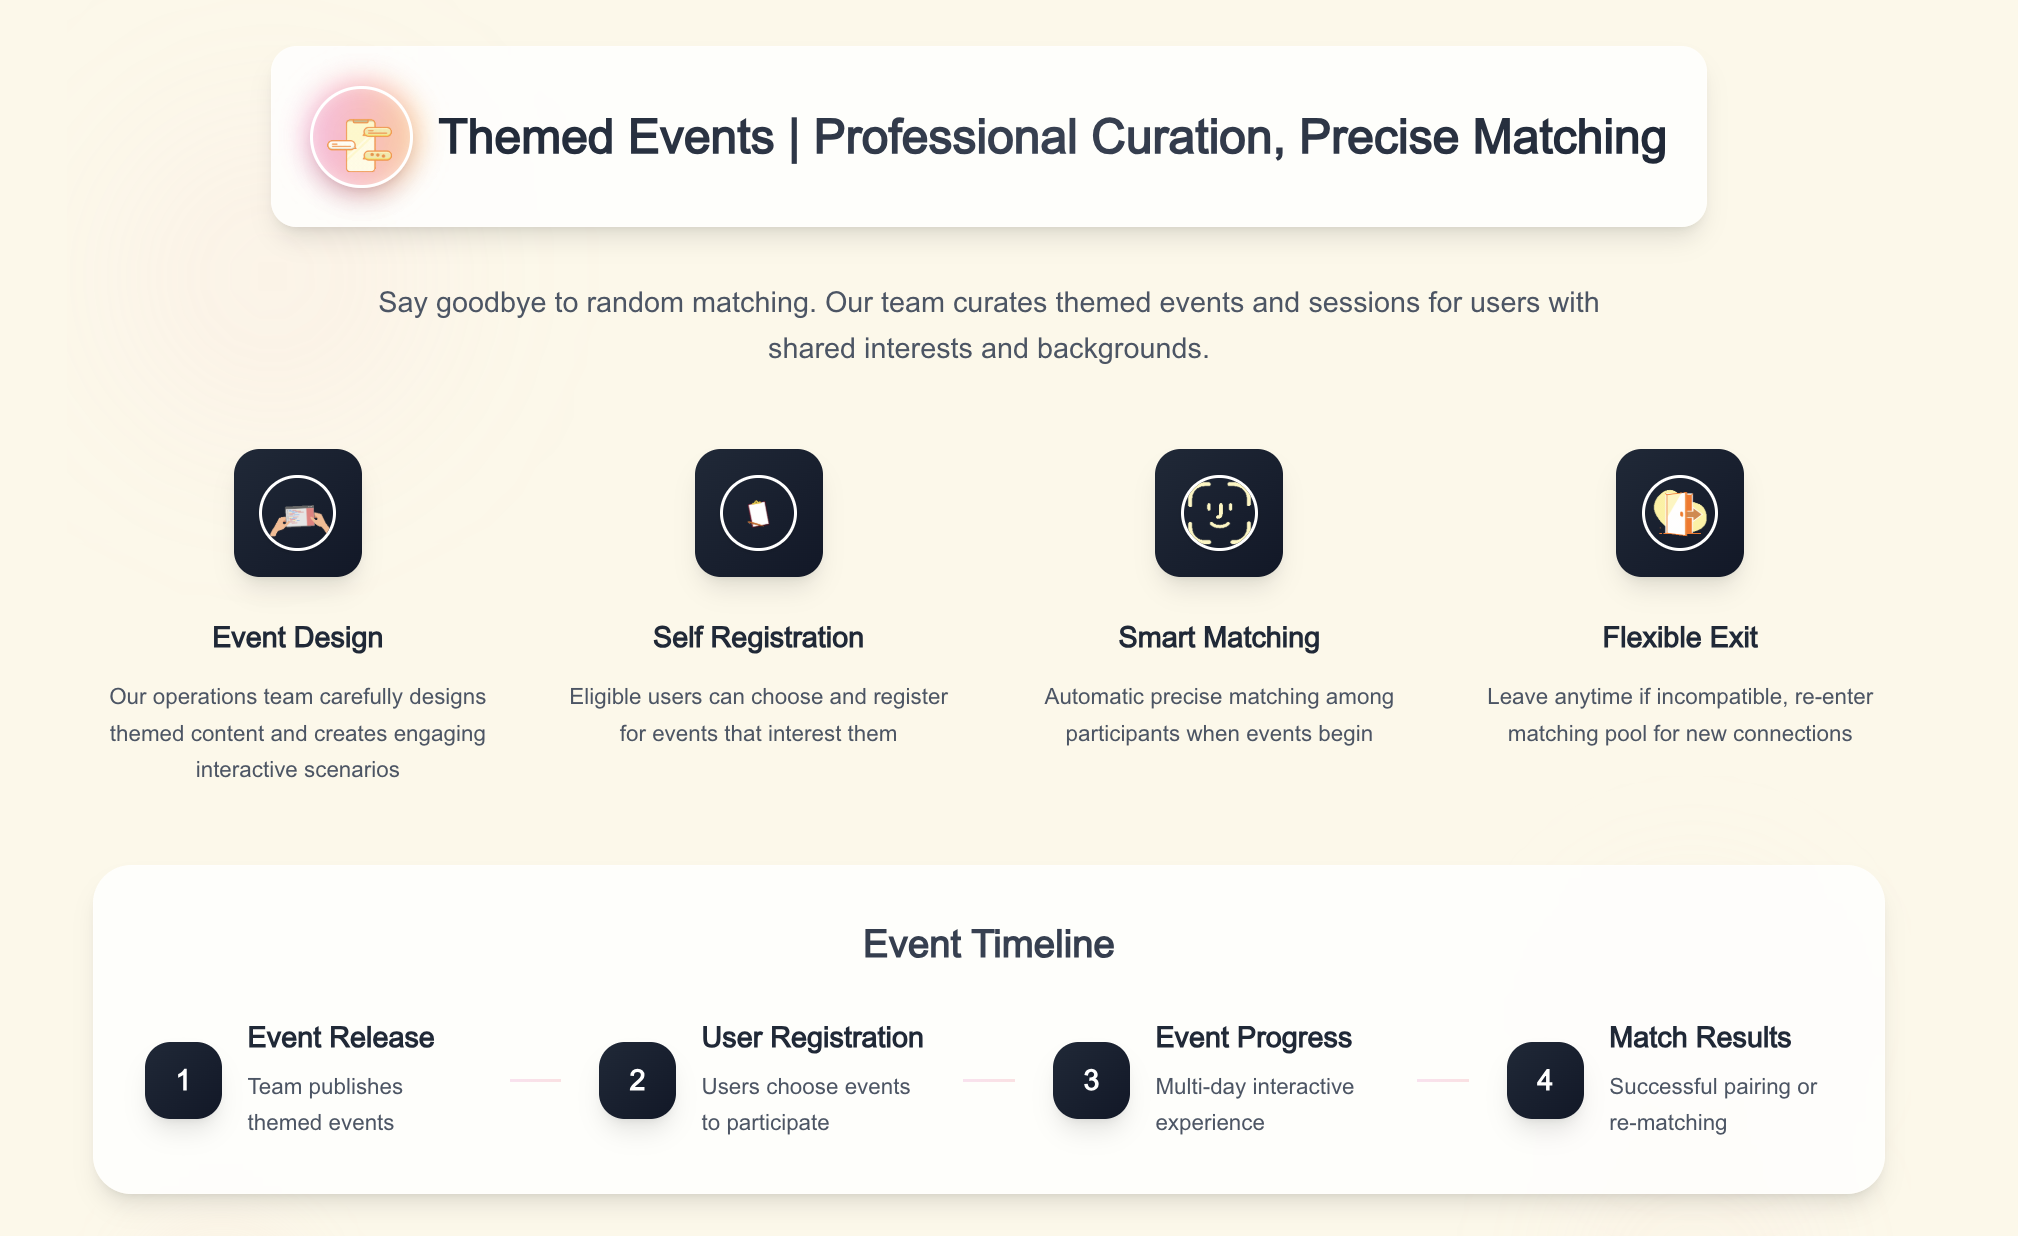 Themed Events | Professional Curation, Precise Matching
Say goodbye to random matching. Our team curates themed events and sessions for users with
shared interests and backgrounds.
Event Design
Our operations team carefully designs
themed content and creates engaging
interactive scenarios
Self Registration
Eligible users can choose and register
for events that interest them
Smart Matching
Automatic precise matching among
participants when events begin
Flexible Exit
Leave anytime if incompatible, re-enter
matching pool for new connections
Event Timeline
1
Event Release
Team publishes
themed events
2
User Registration
Users choose events
to participate
3
Event Progress
Multi-day interactive
experience
4
Match Results
Successful pairing or
re-matching